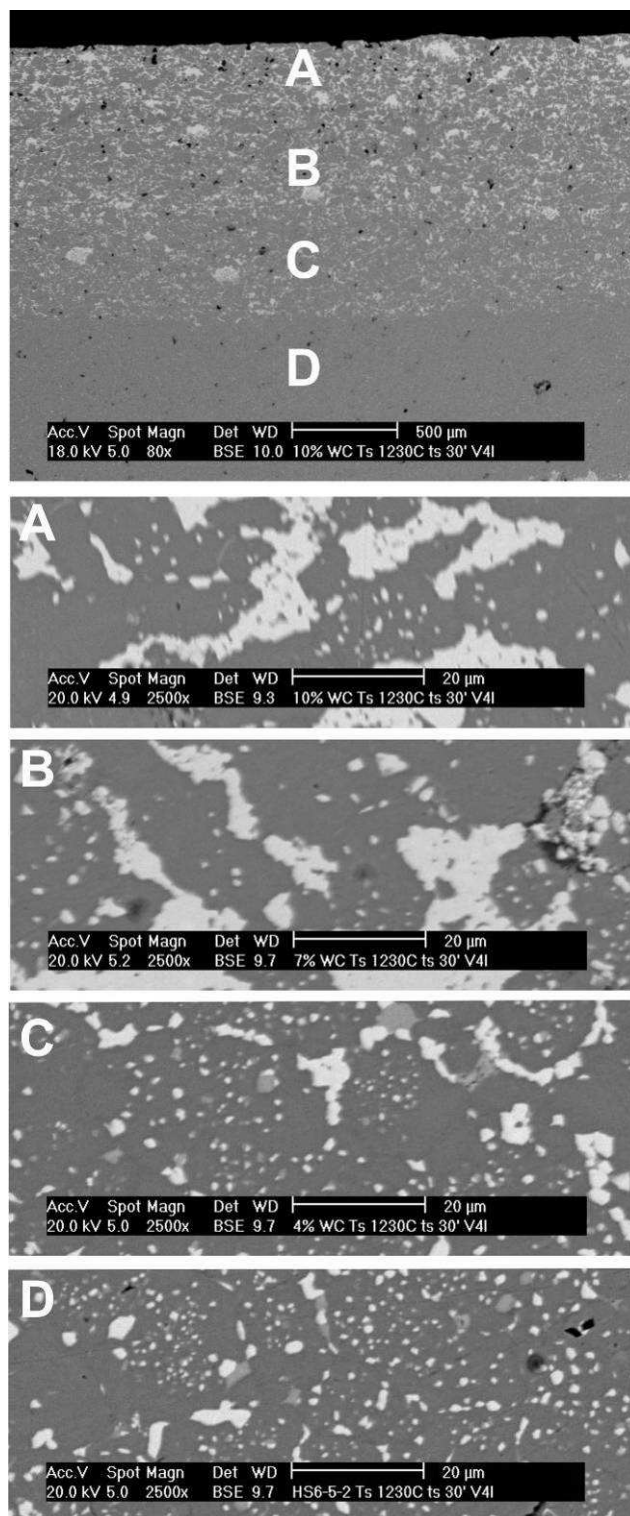 A
B
C
D
Acc.V Spot Magn Det WD 500 µm
18.0 kV 5.0 80x BSE 10.0 10% WC Ts 1230C ts 30' V4I
A
Acc.V Spot Magn Det WD 20 µm
20.0 kV 4.9 2500x BSE 9.3 10% WC Ts 1230C ts 30' V4I
B
Acc.V Spot Magn Det WD 20 µm
20.0 kV 5.2 2500x BSE 9.7 7% WC Ts 1230C ts 30' V4I
C
Acc.V Spot Magn Det WD 20 µm
20.0 kV 5.0 2500x BSE 9.7 4% WC Ts 1230C ts 30' V4I
D
Acc.V Spot Magn Det WD 20 µm
20.0 kV 5.0 2500x BSE 9.7 HS6-5-2 Ts 1230C ts 30' V4I